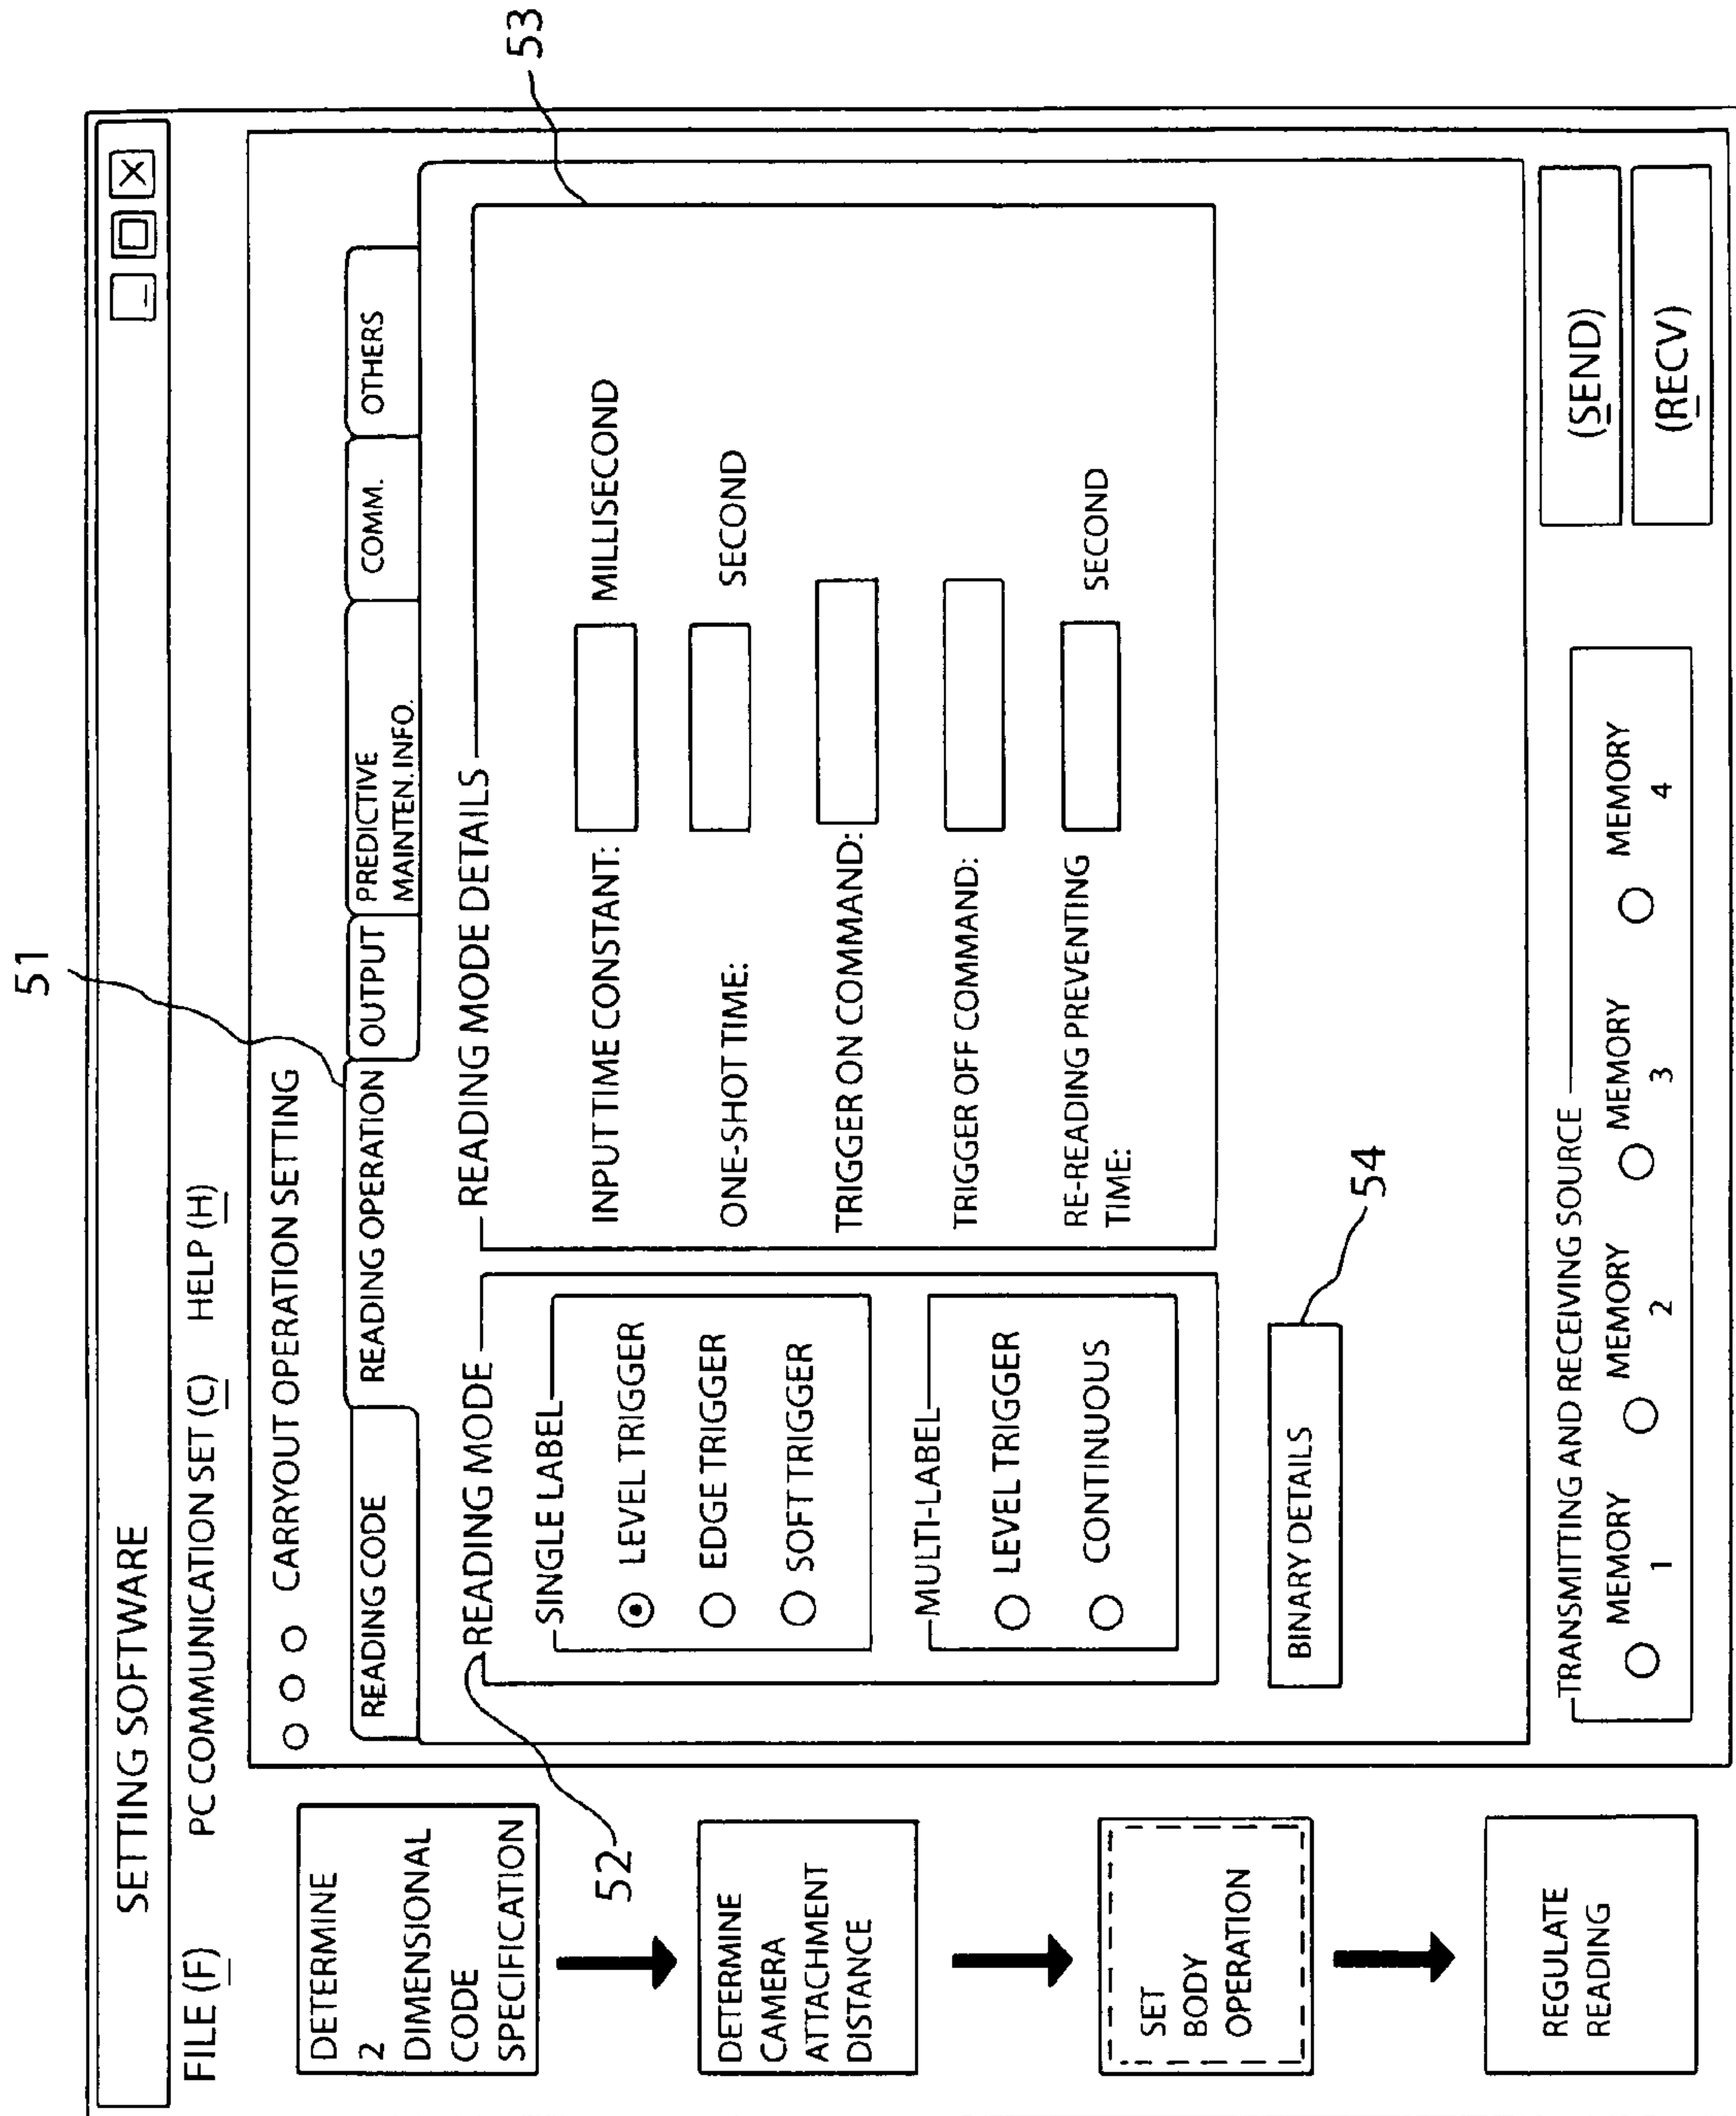 51
SETTING SOFTWARE
FILE (F) PC COMMUNICATION SET (C) HELP (H)
DETERMINE
2
DIMENSIONAL
CODE
SPECIFICATION
DETERMINE
CAMERA
ATTACHMENT
DISTANCE
SET
BODY
OPERATION
REGULATE
READING
CARRYOUT OPERATION SETTING
READING CODE
READING OPERATION
OUTPUT
PREDICTIVE
MAINTEN.INFO.
COMM.
OTHERS
52
READING MODE
SINGLE LABEL
LEVEL TRIGGER
EDGE TRIGGER
SOFT TRIGGER
MULTI-LABEL
LEVEL TRIGGER
CONTINUOUS
BINARY DETAILS
54
53
READING MODE DETAILS
INPUT TIME CONSTANT: MILLISECOND
ONE-SHOT TIME: SECOND
TRIGGER ON COMMAND:
TRIGGER OFF COMMAND:
RE-READING PREVENTING SECOND
TIME:
TRANSMITTING AND RECEIVING SOURCE
MEMORY MEMORY MEMORY MEMORY
1 2 3 4
(SEND)
(RECV)